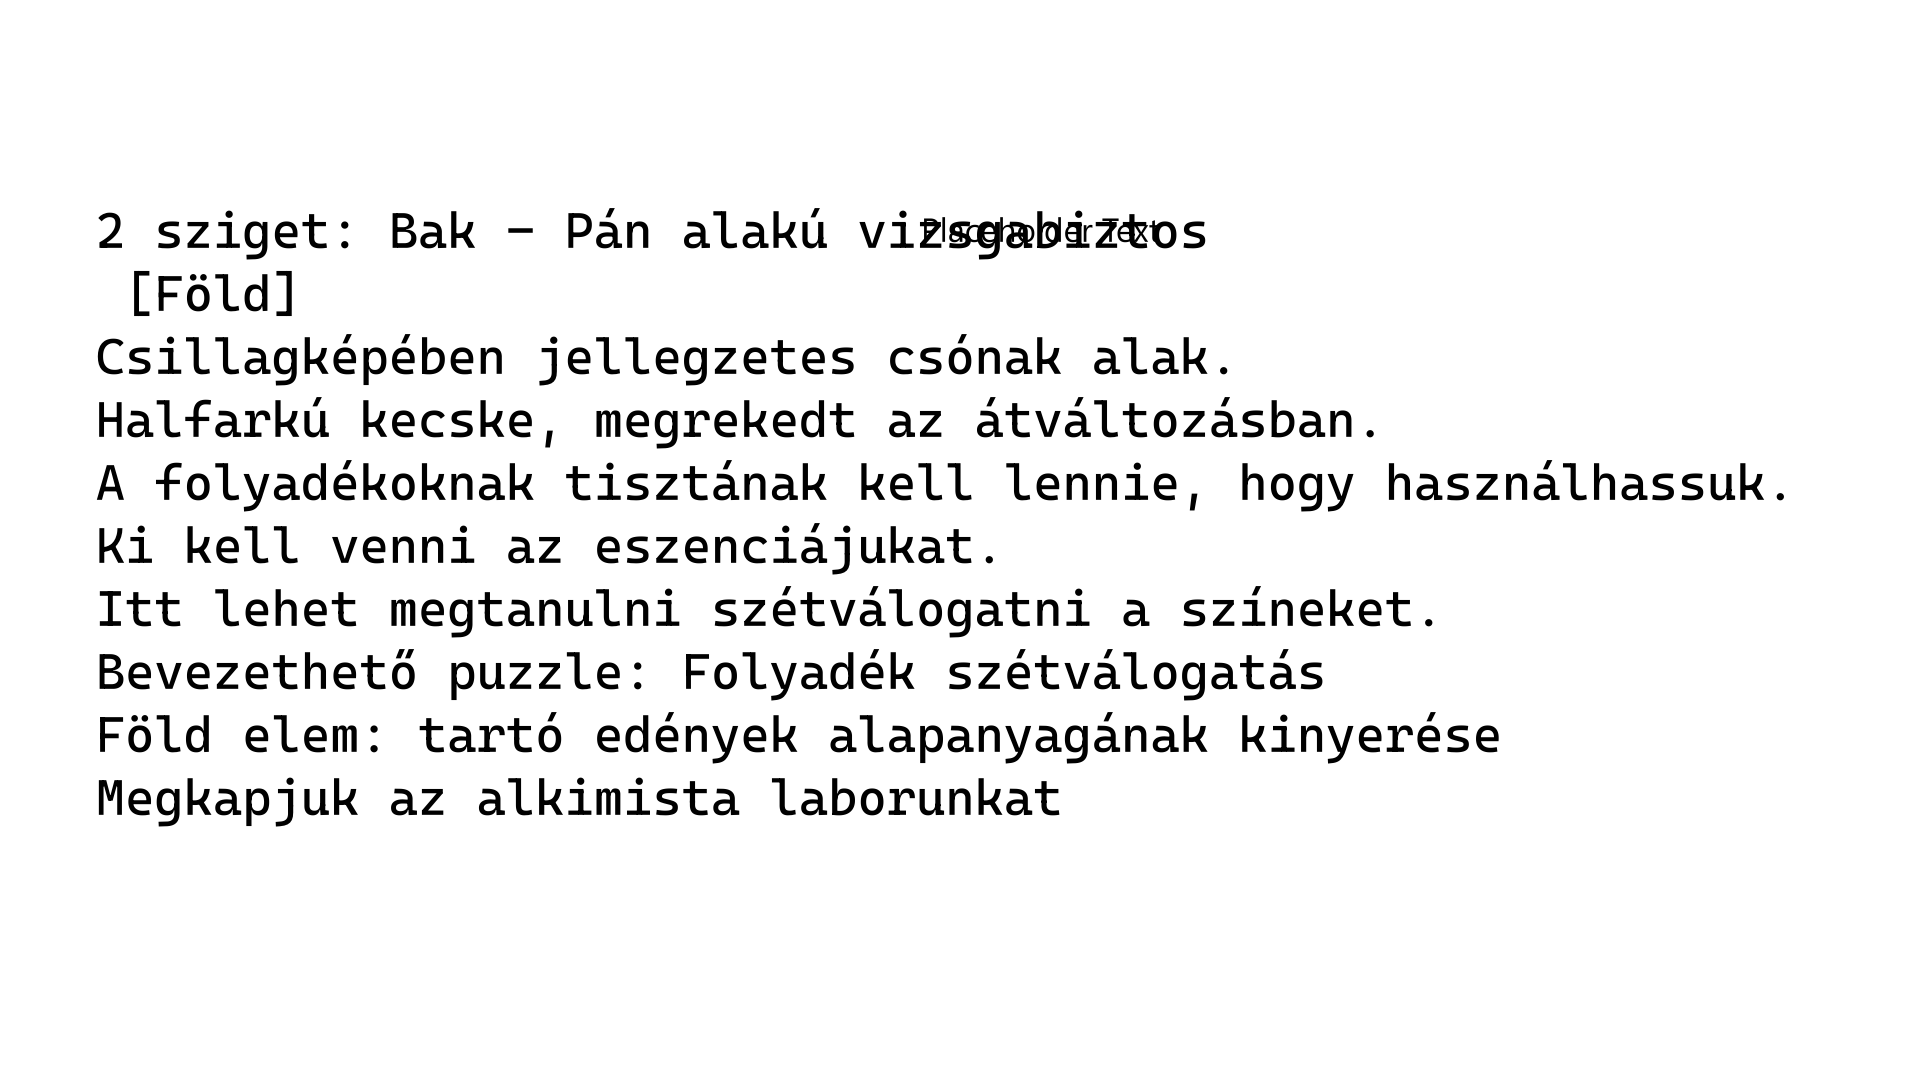 2 sziget: Bak – Pán alakú vizsgabiztos
Placeholder Text
[Föld]
Csillagképében jellegzetes csónak alak.
Halfarkú kecske, megrekedt az átváltozásban.
A folyadékoknak tisztának kell lennie, hogy használhassuk.
Ki kell venni az eszenciájukat.
Itt lehet megtanulni szétválogatni a színeket.
Bevezethető puzzle: Folyadék szétválogatás
Föld elem: tartó edények alapanyagának kinyerése
Megkapjuk az alkimista laborunkat